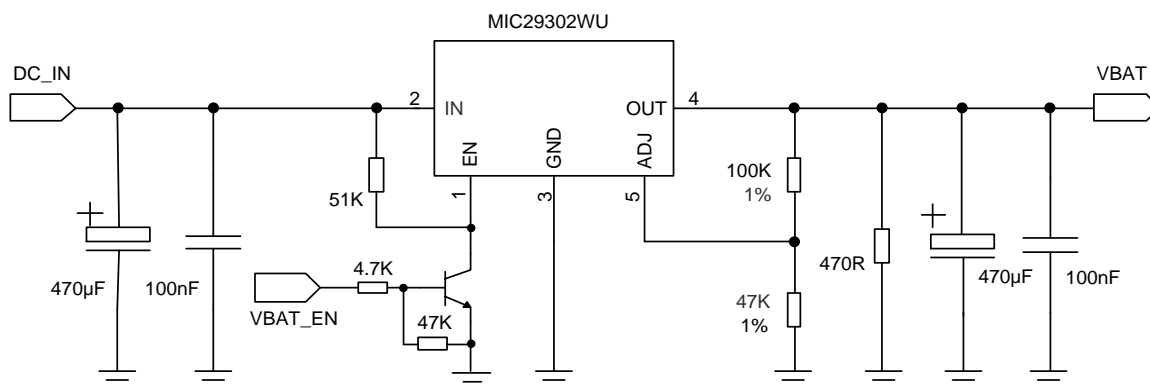 MIC29302WU
DC_IN
VBAT
2
IN
OUT
4
EN
GND
ADJ
1
3
5
51K
100K
1%
470µF
100nF
VBAT_EN
4.7K
47K
47K
1%
470R
470µF
100nF